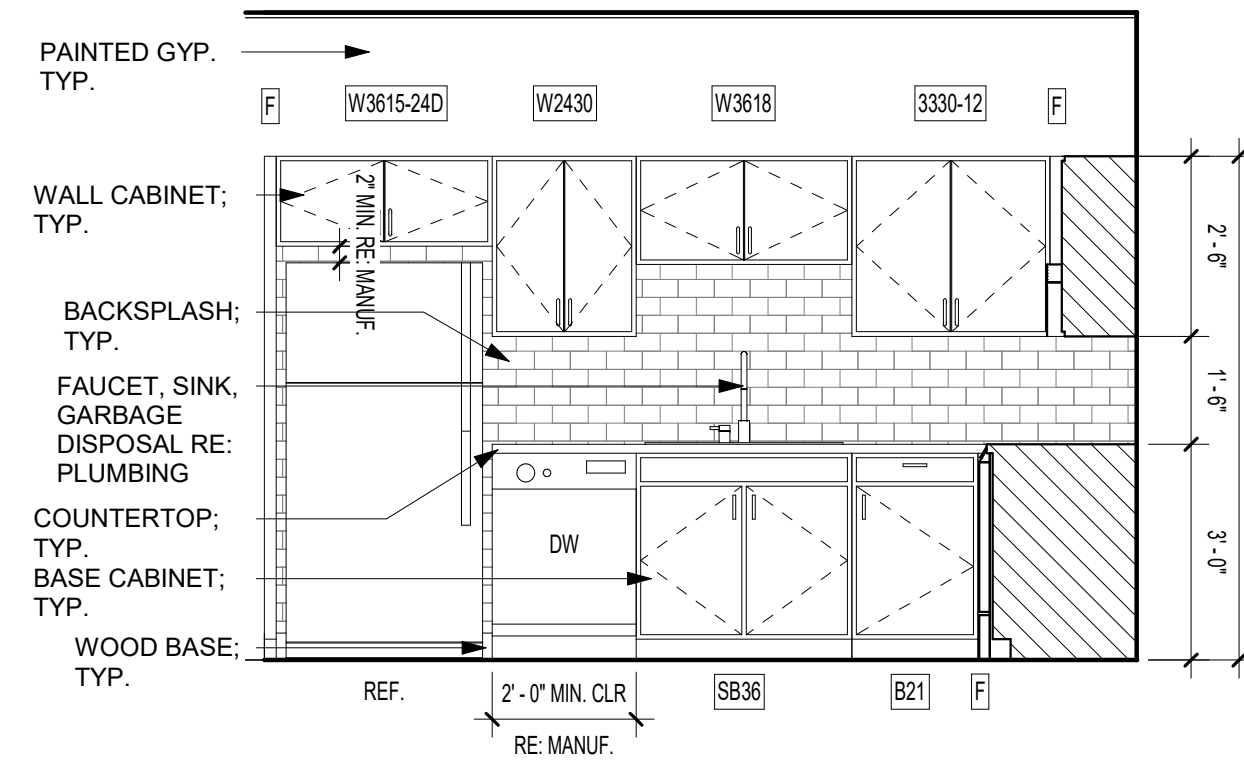 PAINTED GYP.
TYP.
F
W3615-24D
W2430
W3618
3330-12
F
WALL CABINET;
TYP.
2" MIN. RE: MANUF.
2' - 6"
BACKSPLASH;
TYP.
1' - 6"
FAUCET, SINK,
GARBAGE
DISPOSAL RE:
PLUMBING
COUNTERTOP;
TYP.
DW
3' - 0"
BASE CABINET;
TYP.
WOOD BASE;
TYP.
REF.
2' - 0" MIN. CLR
RE: MANUF.
SB36
B21
F